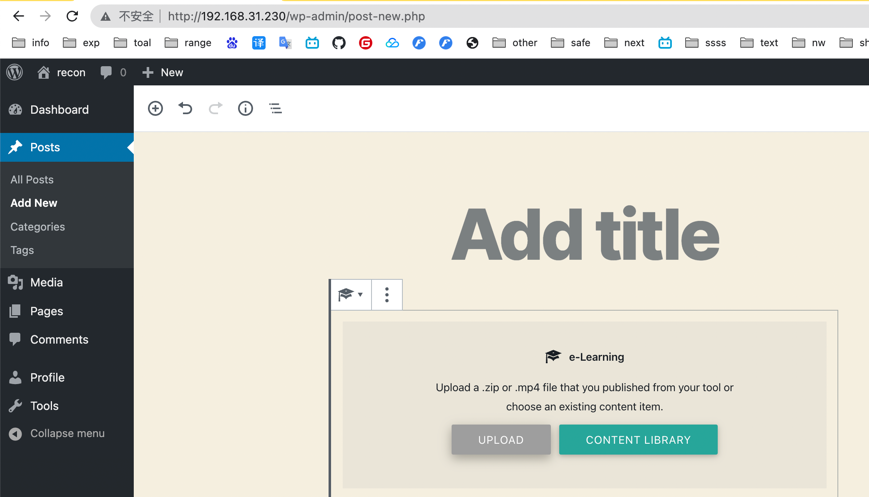 不安全 http://192.168.31.230/wp-admin/post-new.php
info exp toal range 译 G other safe next ssss text nw sh
recon 0 New
Dashboard
Posts
All Posts
Add New
Categories
Tags
Media
Pages
Comments
Profile
Tools
Collapse menu
Add title
e-Learning
Upload a .zip or .mp4 file that you published from your tool or
choose an existing content item.
UPLOAD CONTENT LIBRARY